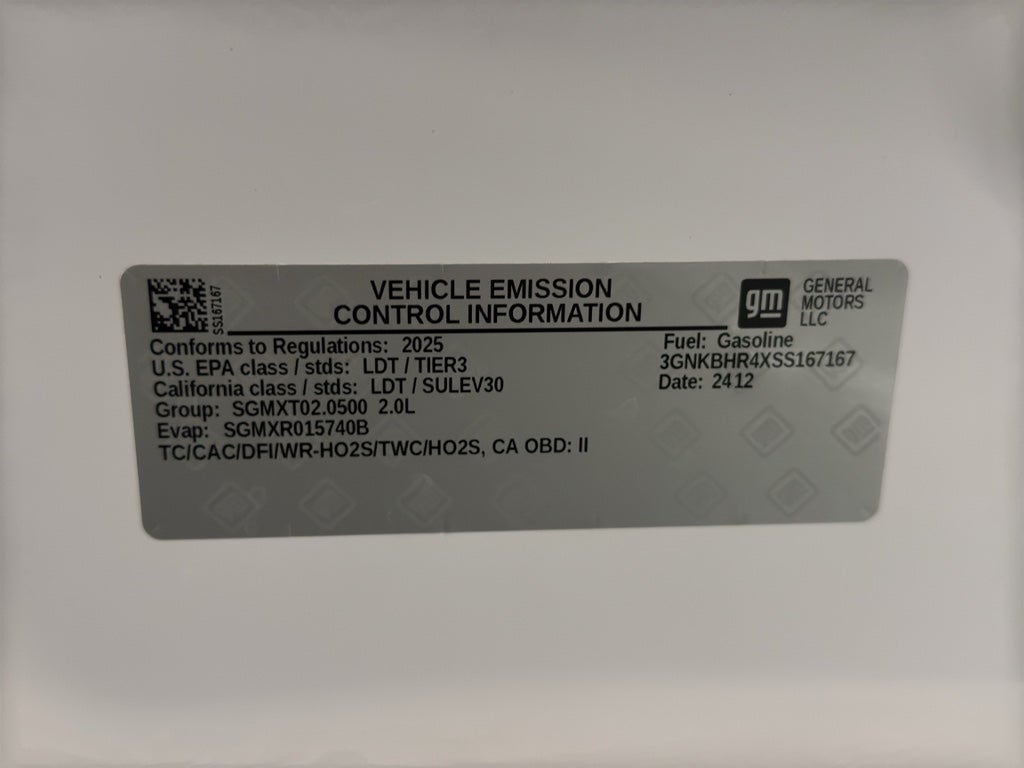 VEHICLE EMISSION
CONTROL INFORMATION
SS167167
gm
GENERAL
MOTORS
LLC
Conforms to Regulations: 2025
U.S. EPA class / stds: LDT / TIER3
California class / stds: LDT / SULEV30
Group: SGMXT02.0500 2.0L
Evap: SGMXR015740B
TC/CAC/DFI/WR-HO2S/TWC/HO2S, CA OBD: II
Fuel: Gasoline
3GNKBHR4XSS167167
Date: 2412